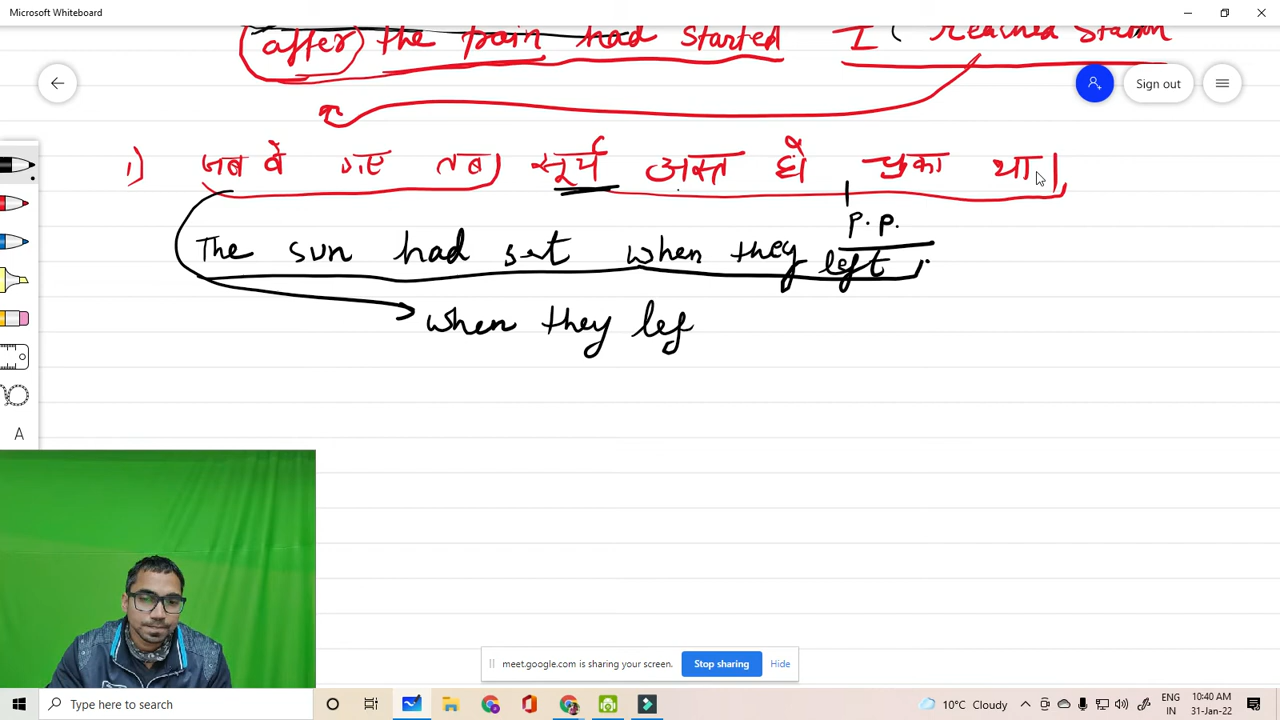 Microsoft Whiteboard
after) the train had started I reached
Sign out
1) जब वे गए तब) सूर्य अस्त हो चुका था।
P. P.
The sun had set when they left.
when they lef
A
meet.google.com is sharing your screen. Stop sharing Hide
Type here to search
10°C Cloudy
ENG
IN
10:40 AM
31-Jan-22